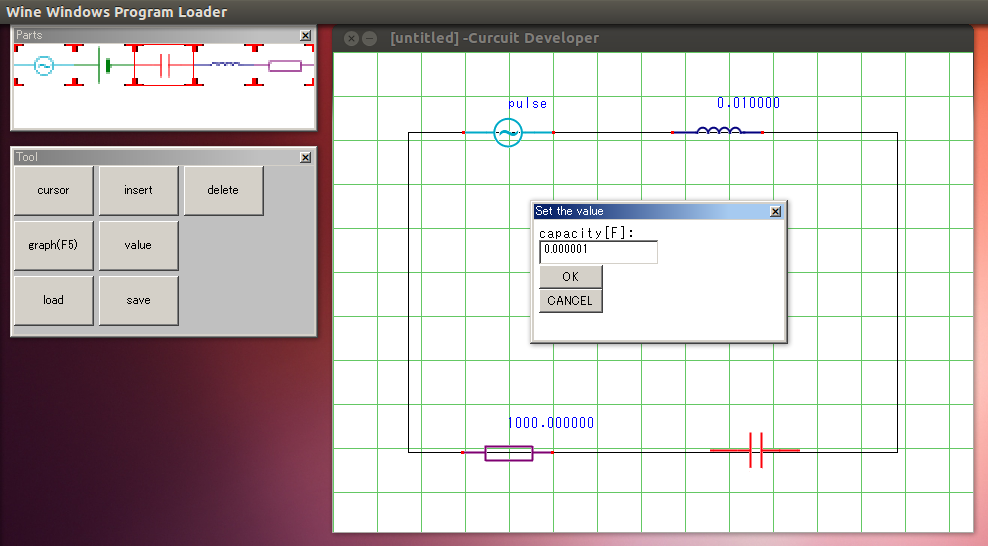 Wine Windows Program Loader
Parts
[untitled] -Curcuit Developer
pulse
0.010000
Tool
cursor
insert
delete
graph(F5)
value
load
save
Set the value
capacity[F]:
0.000001
OK
CANCEL
1000.000000